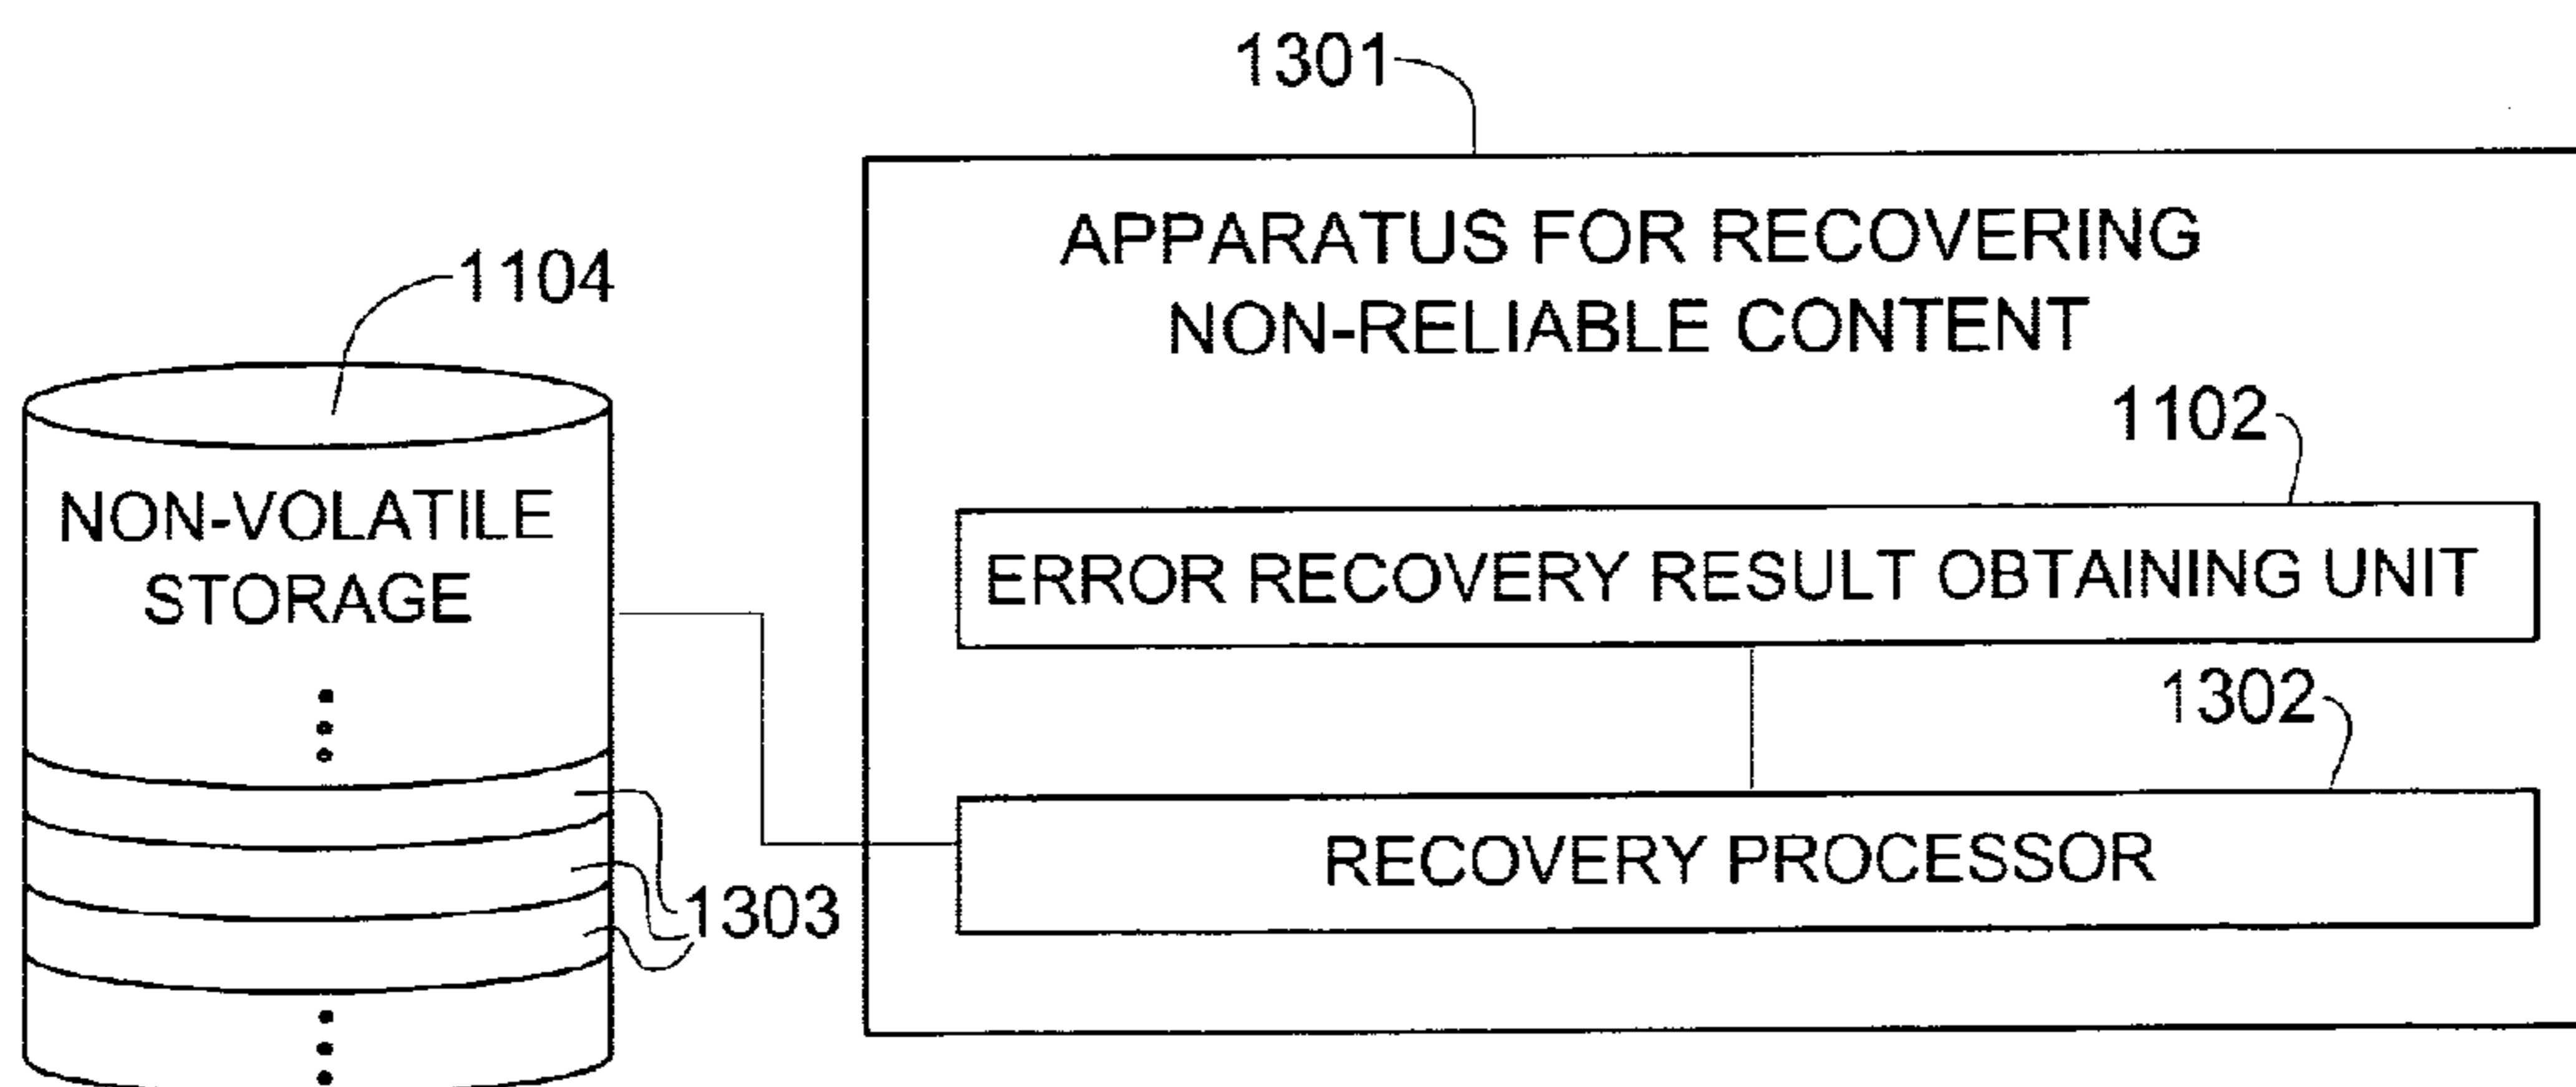 1301
APPARATUS FOR RECOVERING
NON-RELIABLE CONTENT
1104
1102
NON-VOLATILE
STORAGE
ERROR RECOVERY RESULT OBTAINING UNIT
1302
RECOVERY PROCESSOR
1303